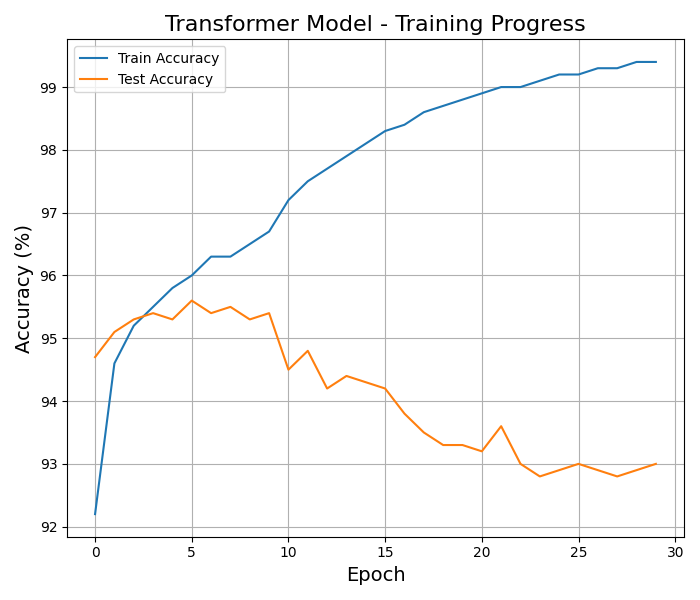 Transformer Model - Training Progress
Train Accuracy
Test Accuracy
Accuracy (%)
99
98
97
96
95
94
93
92
0 5 10 15 20 25 30
Epoch